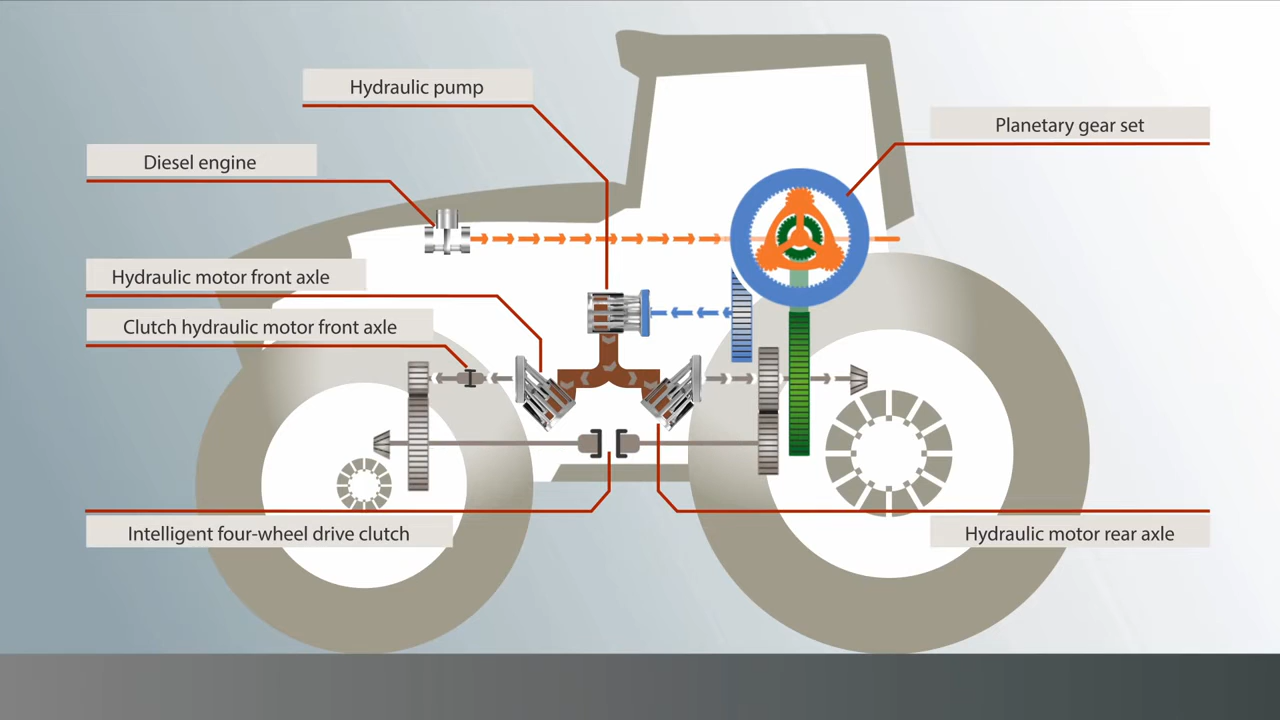 Hydraulic pump
Planetary gear set
Diesel engine
Hydraulic motor front axle
Clutch hydraulic motor front axle
Intelligent four-wheel drive clutch
Hydraulic motor rear axle